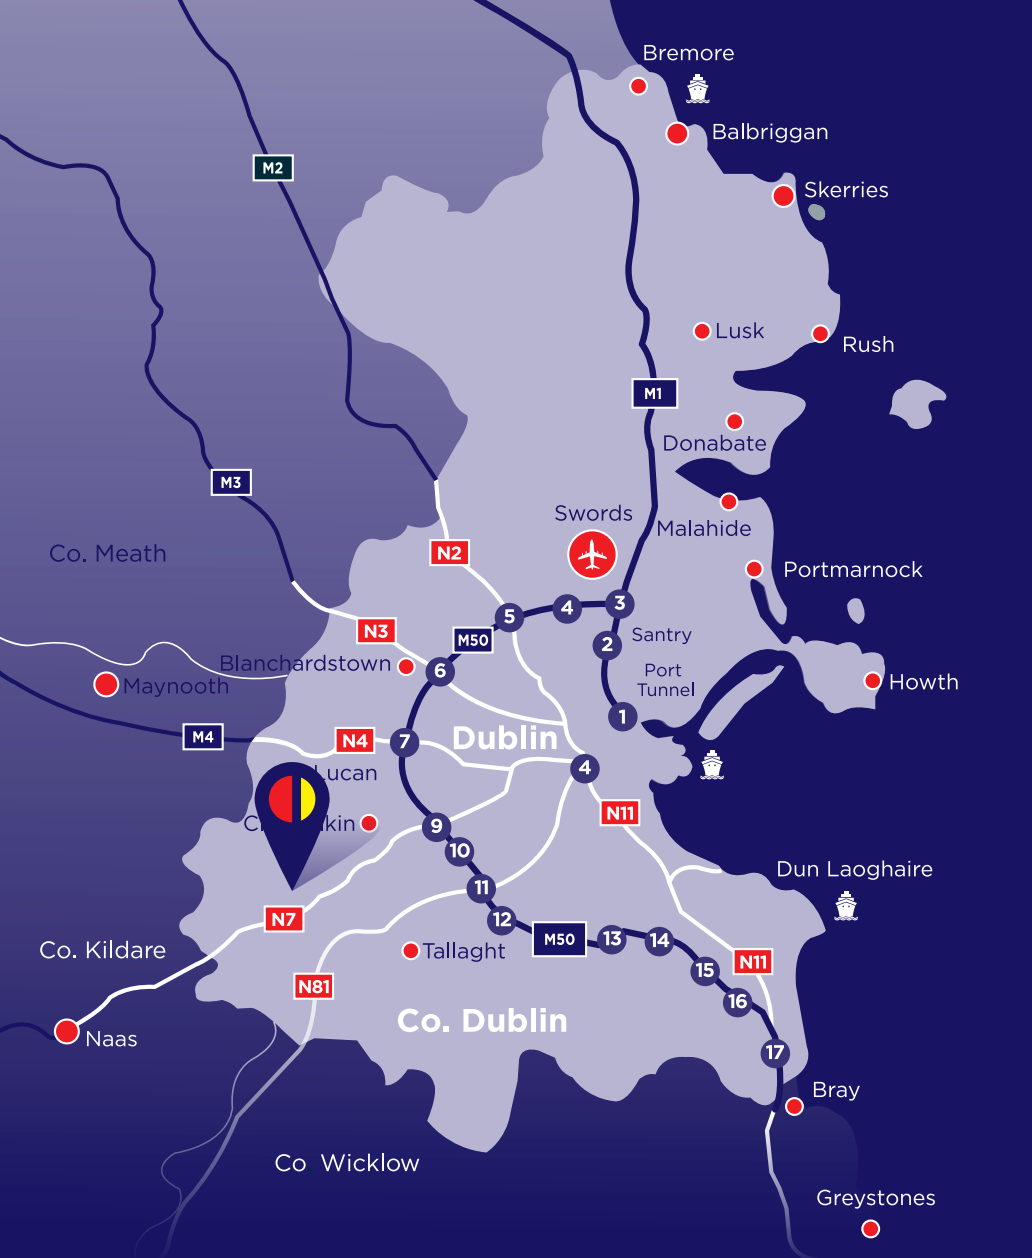 Bremore
Balbriggan
M2
Skerries
Lusk
Rush
M1
Donabate
M3
Swords
Malahide
Co. Meath
N2
Portmarnock
4
3
5
N3
M50
2
Santry
Blanchardstown
6
Port
Tunnel
Maynooth
Howth
1
M4
N4
7
Dublin
4
Lucan
N11
9
10
Dun Laoghaire
11
N7
12
M50
13
14
Co. Kildare
Tallaght
N11
15
N81
16
Co. Dublin
Naas
17
Bray
Co
Wicklow
Greystones